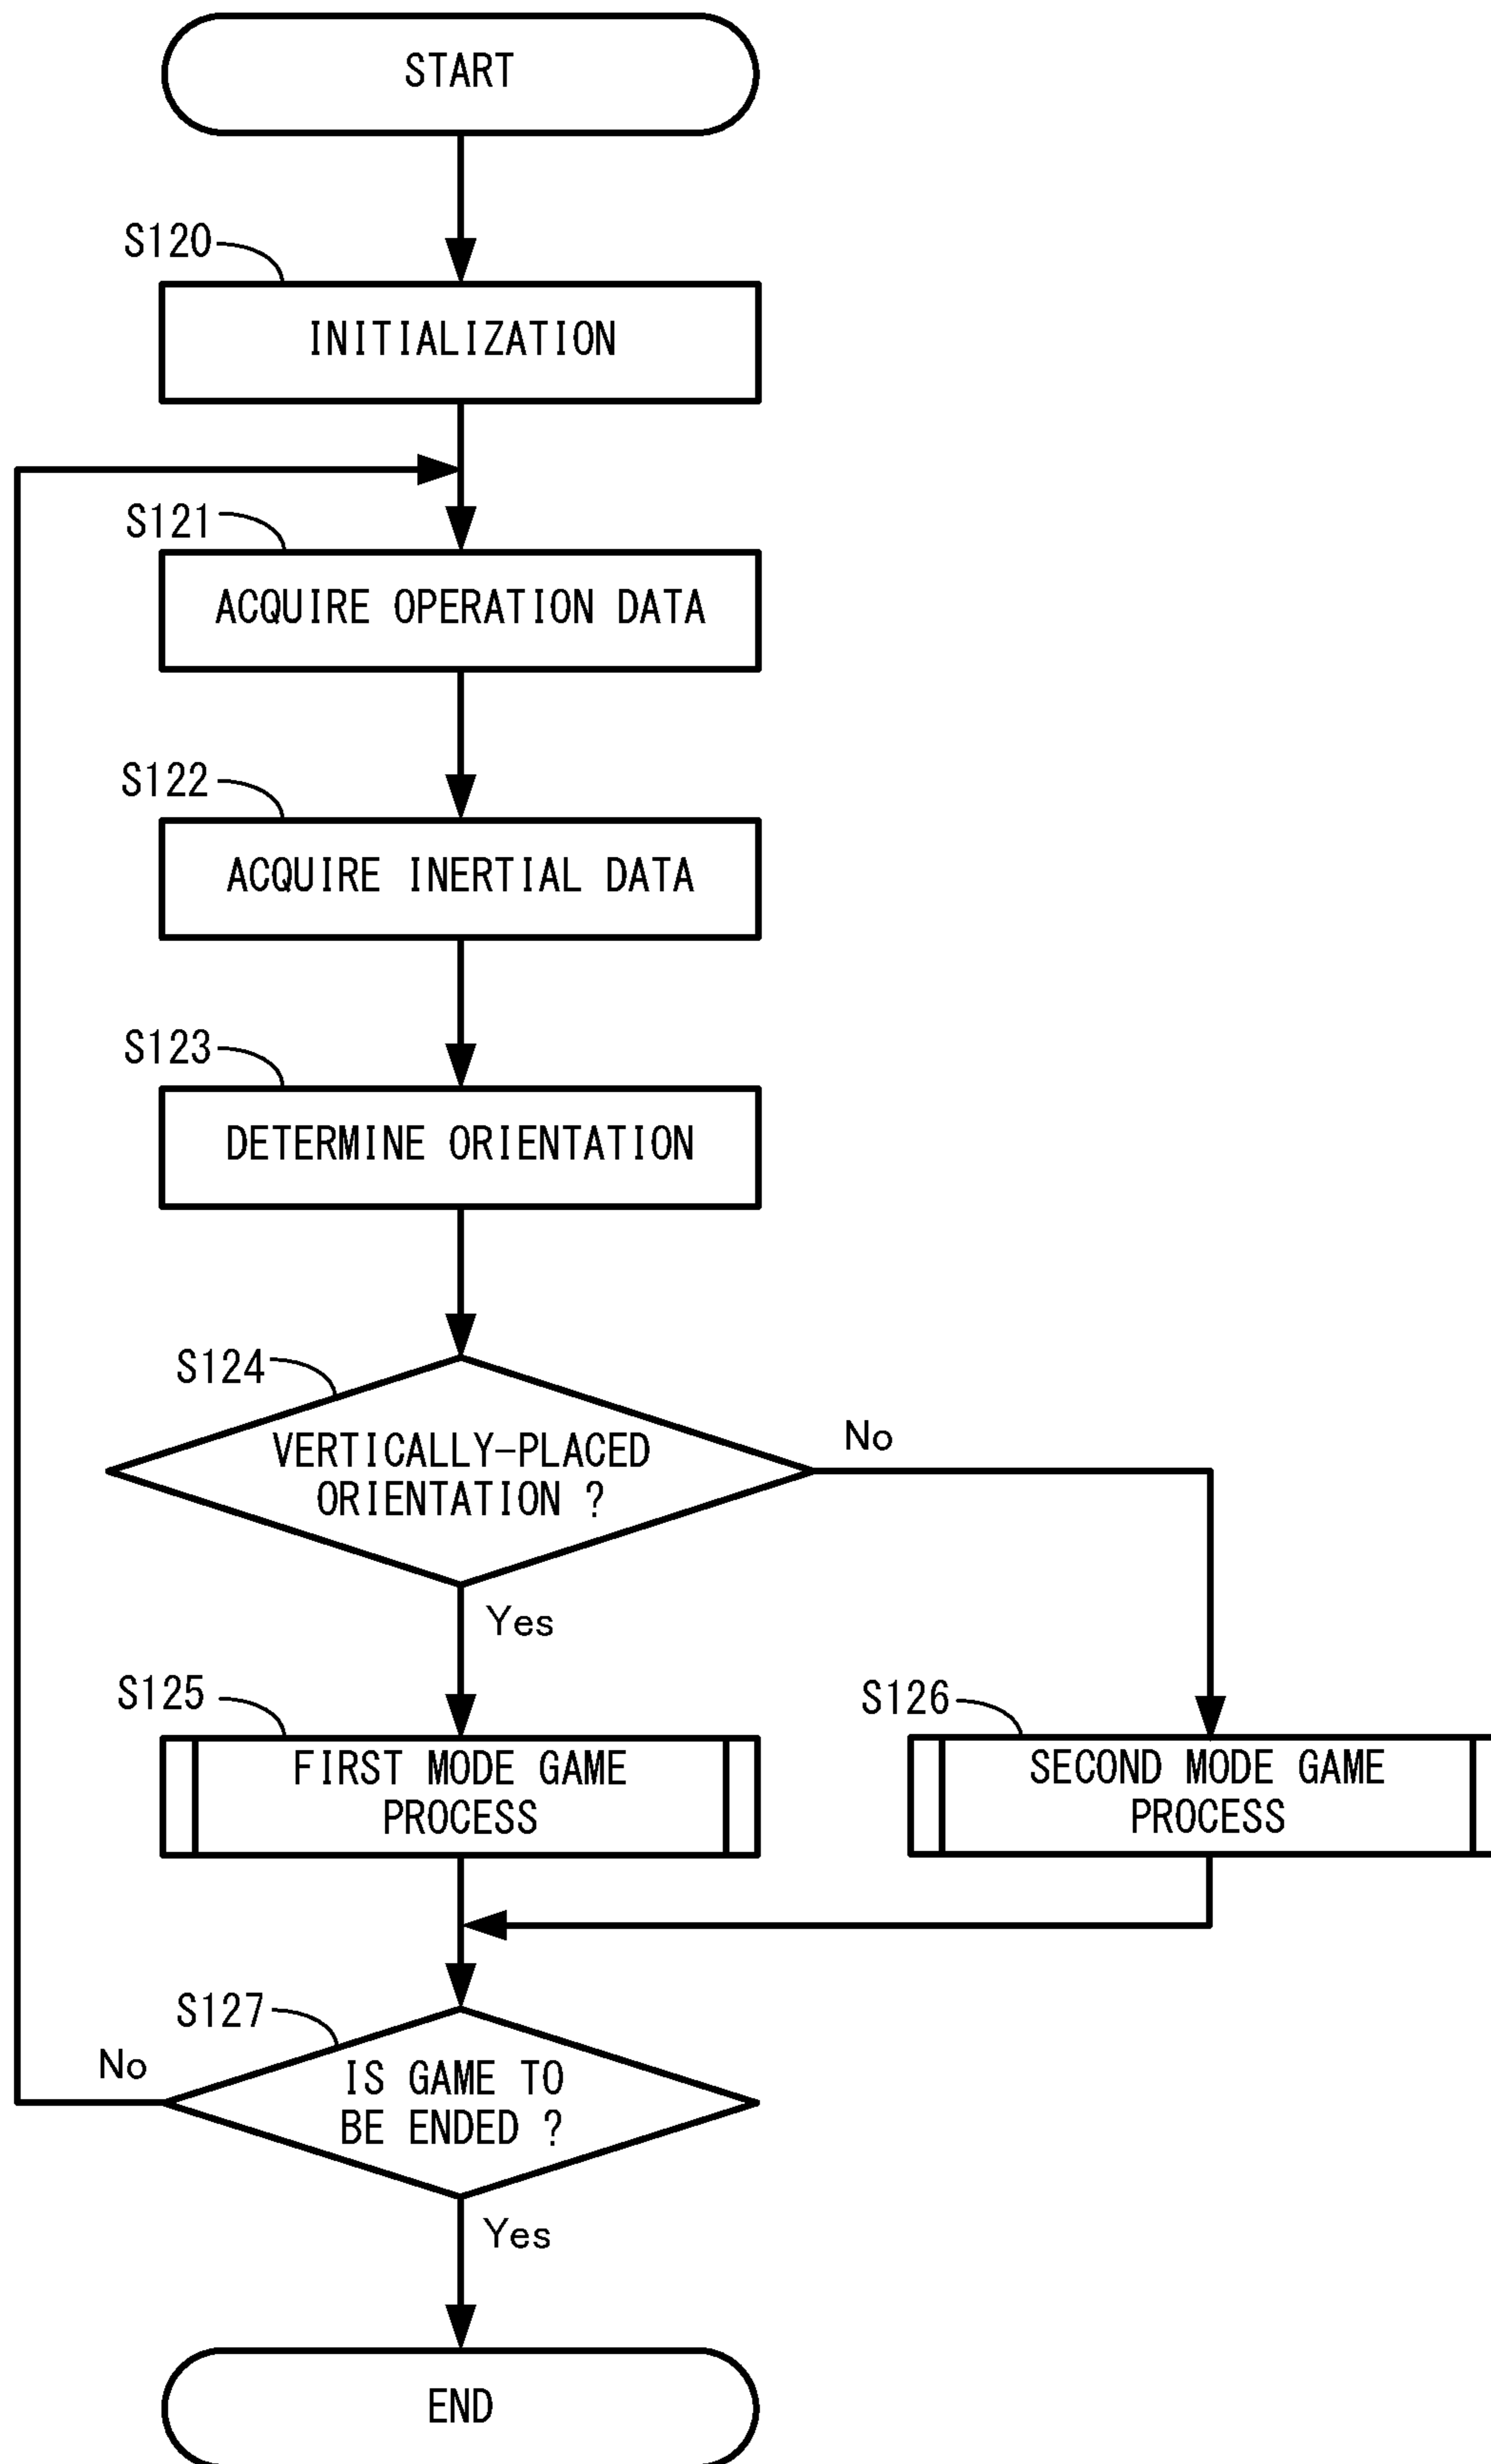 START
S120
INITIALIZATION
S121
ACQUIRE OPERATION DATA
S122
ACQUIRE INERTIAL DATA
S123
DETERMINE ORIENTATION
S124
VERTICALLY-PLACED
ORIENTATION ?
No
Yes
S125
FIRST MODE GAME
PROCESS
S126
SECOND MODE GAME
PROCESS
S127
No
IS GAME TO
BE ENDED ?
Yes
END